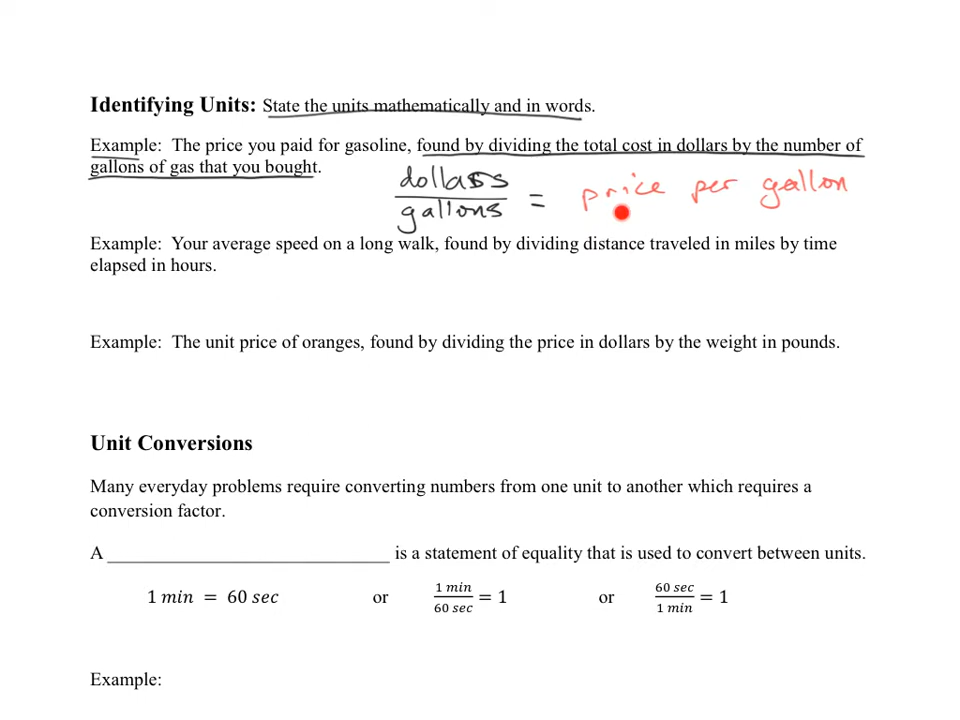 Identifying Units: State the units mathematically and in words.
Example: The price you paid for gasoline, found by dividing the total cost in dollars by the number of
gallons of gas that you bought.
dollars
gallons = price per gallon
Example: Your average speed on a long walk, found by dividing distance traveled in miles by time
elapsed in hours.
Example: The unit price of oranges, found by dividing the price in dollars by the weight in pounds.
Unit Conversions
Many everyday problems require converting numbers from one unit to another which requires a
conversion factor.
A ______________________________ is a statement of equality that is used to convert between units.
1 min = 60 sec or 1 min/60 sec = 1 or 60 sec/1 min = 1
Example: